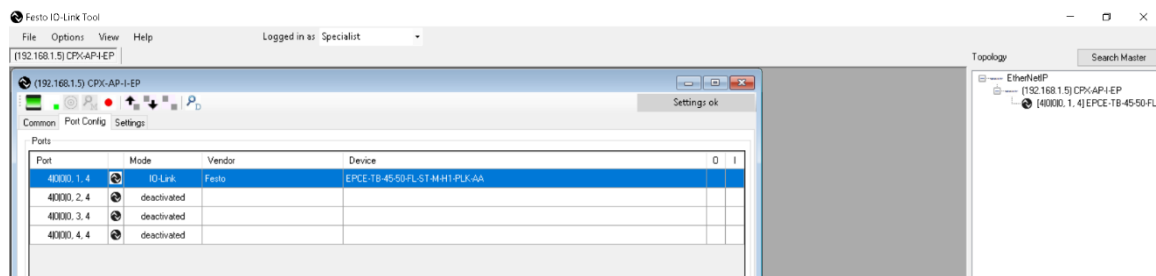 Festo IO-Link Tool
File Options View Help Logged in as Specialist
(192.168.1.5) CPX-AP-I-EP
Topology Search Master
(192.168.1.5) CPX-AP-I-EP
Settings ok
Common Port Config Settings
Ports
Port Mode Vendor Device O I
4|0|0|0, 1, 4 IO-Link Festo EPCE-TB-45-50-FL-ST-M-H1-PLK-AA
4|0|0|0, 2, 4 deactivated
4|0|0|0, 3, 4 deactivated
4|0|0|0, 4, 4 deactivated
EtherNetIP
(192.168.1.5) CPX-AP-I-EP
[4|0|0|0, 1, 4] EPCE-TB-45-50-FL